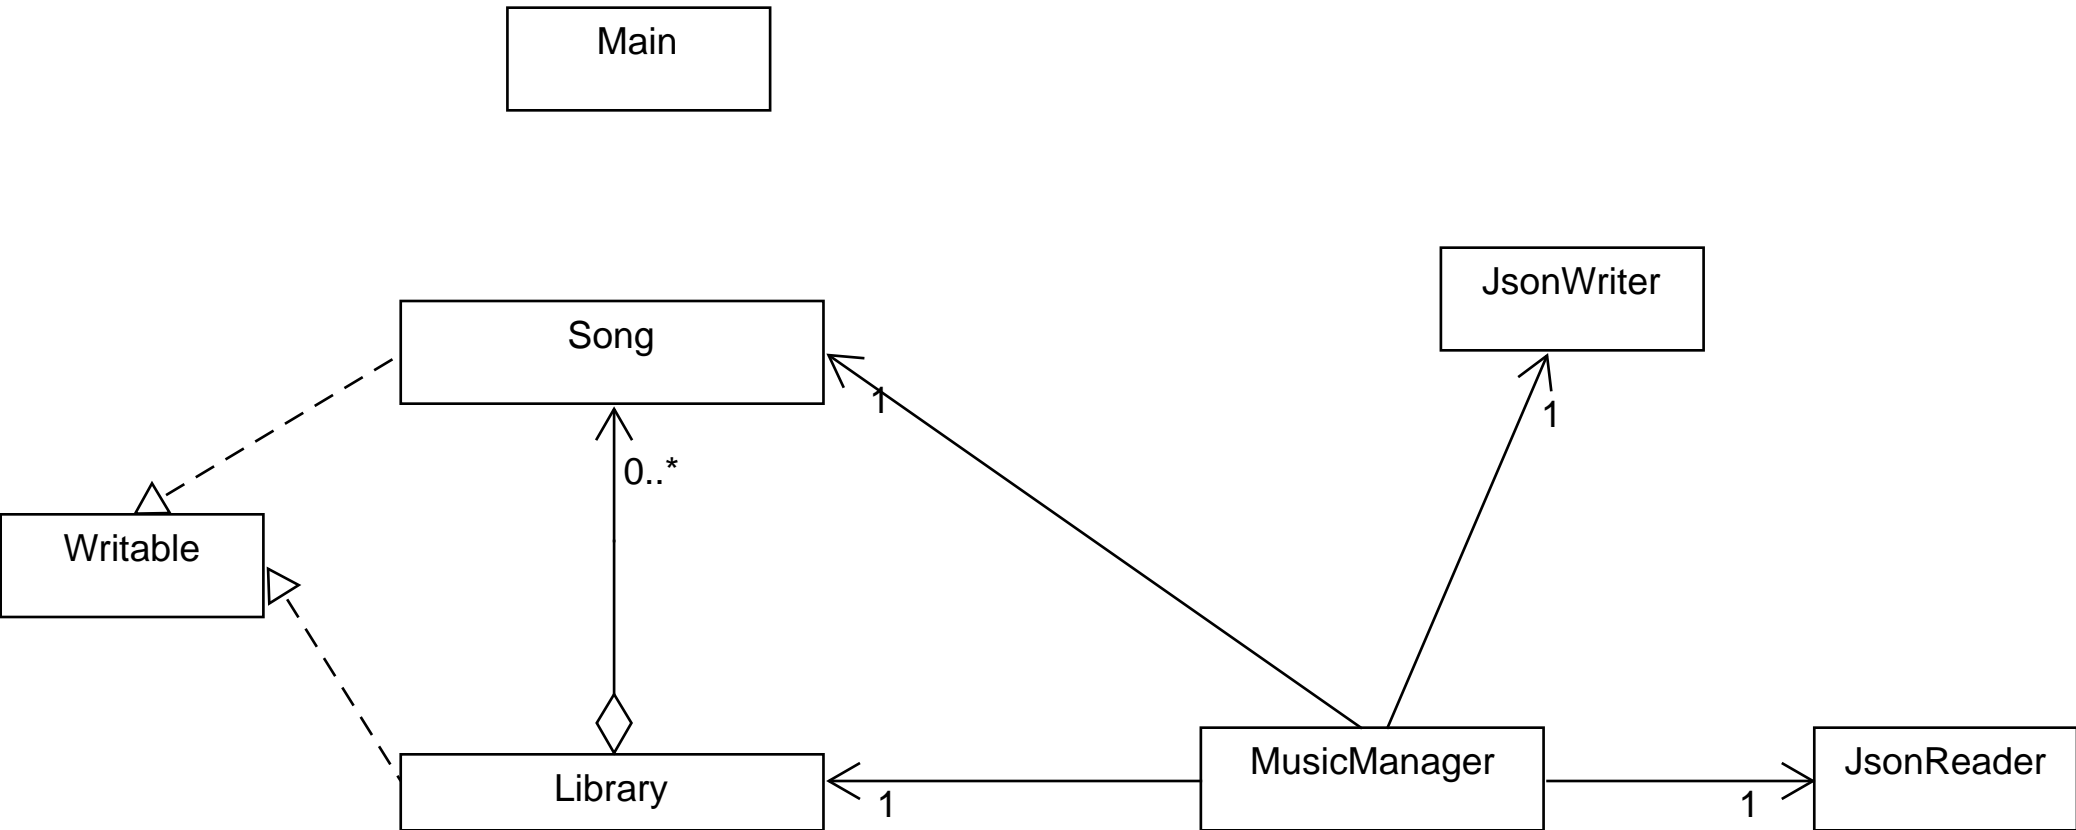 Main
JsonWriter
Song
1
1
0..*
Writable
MusicManager
JsonReader
Library
1
1